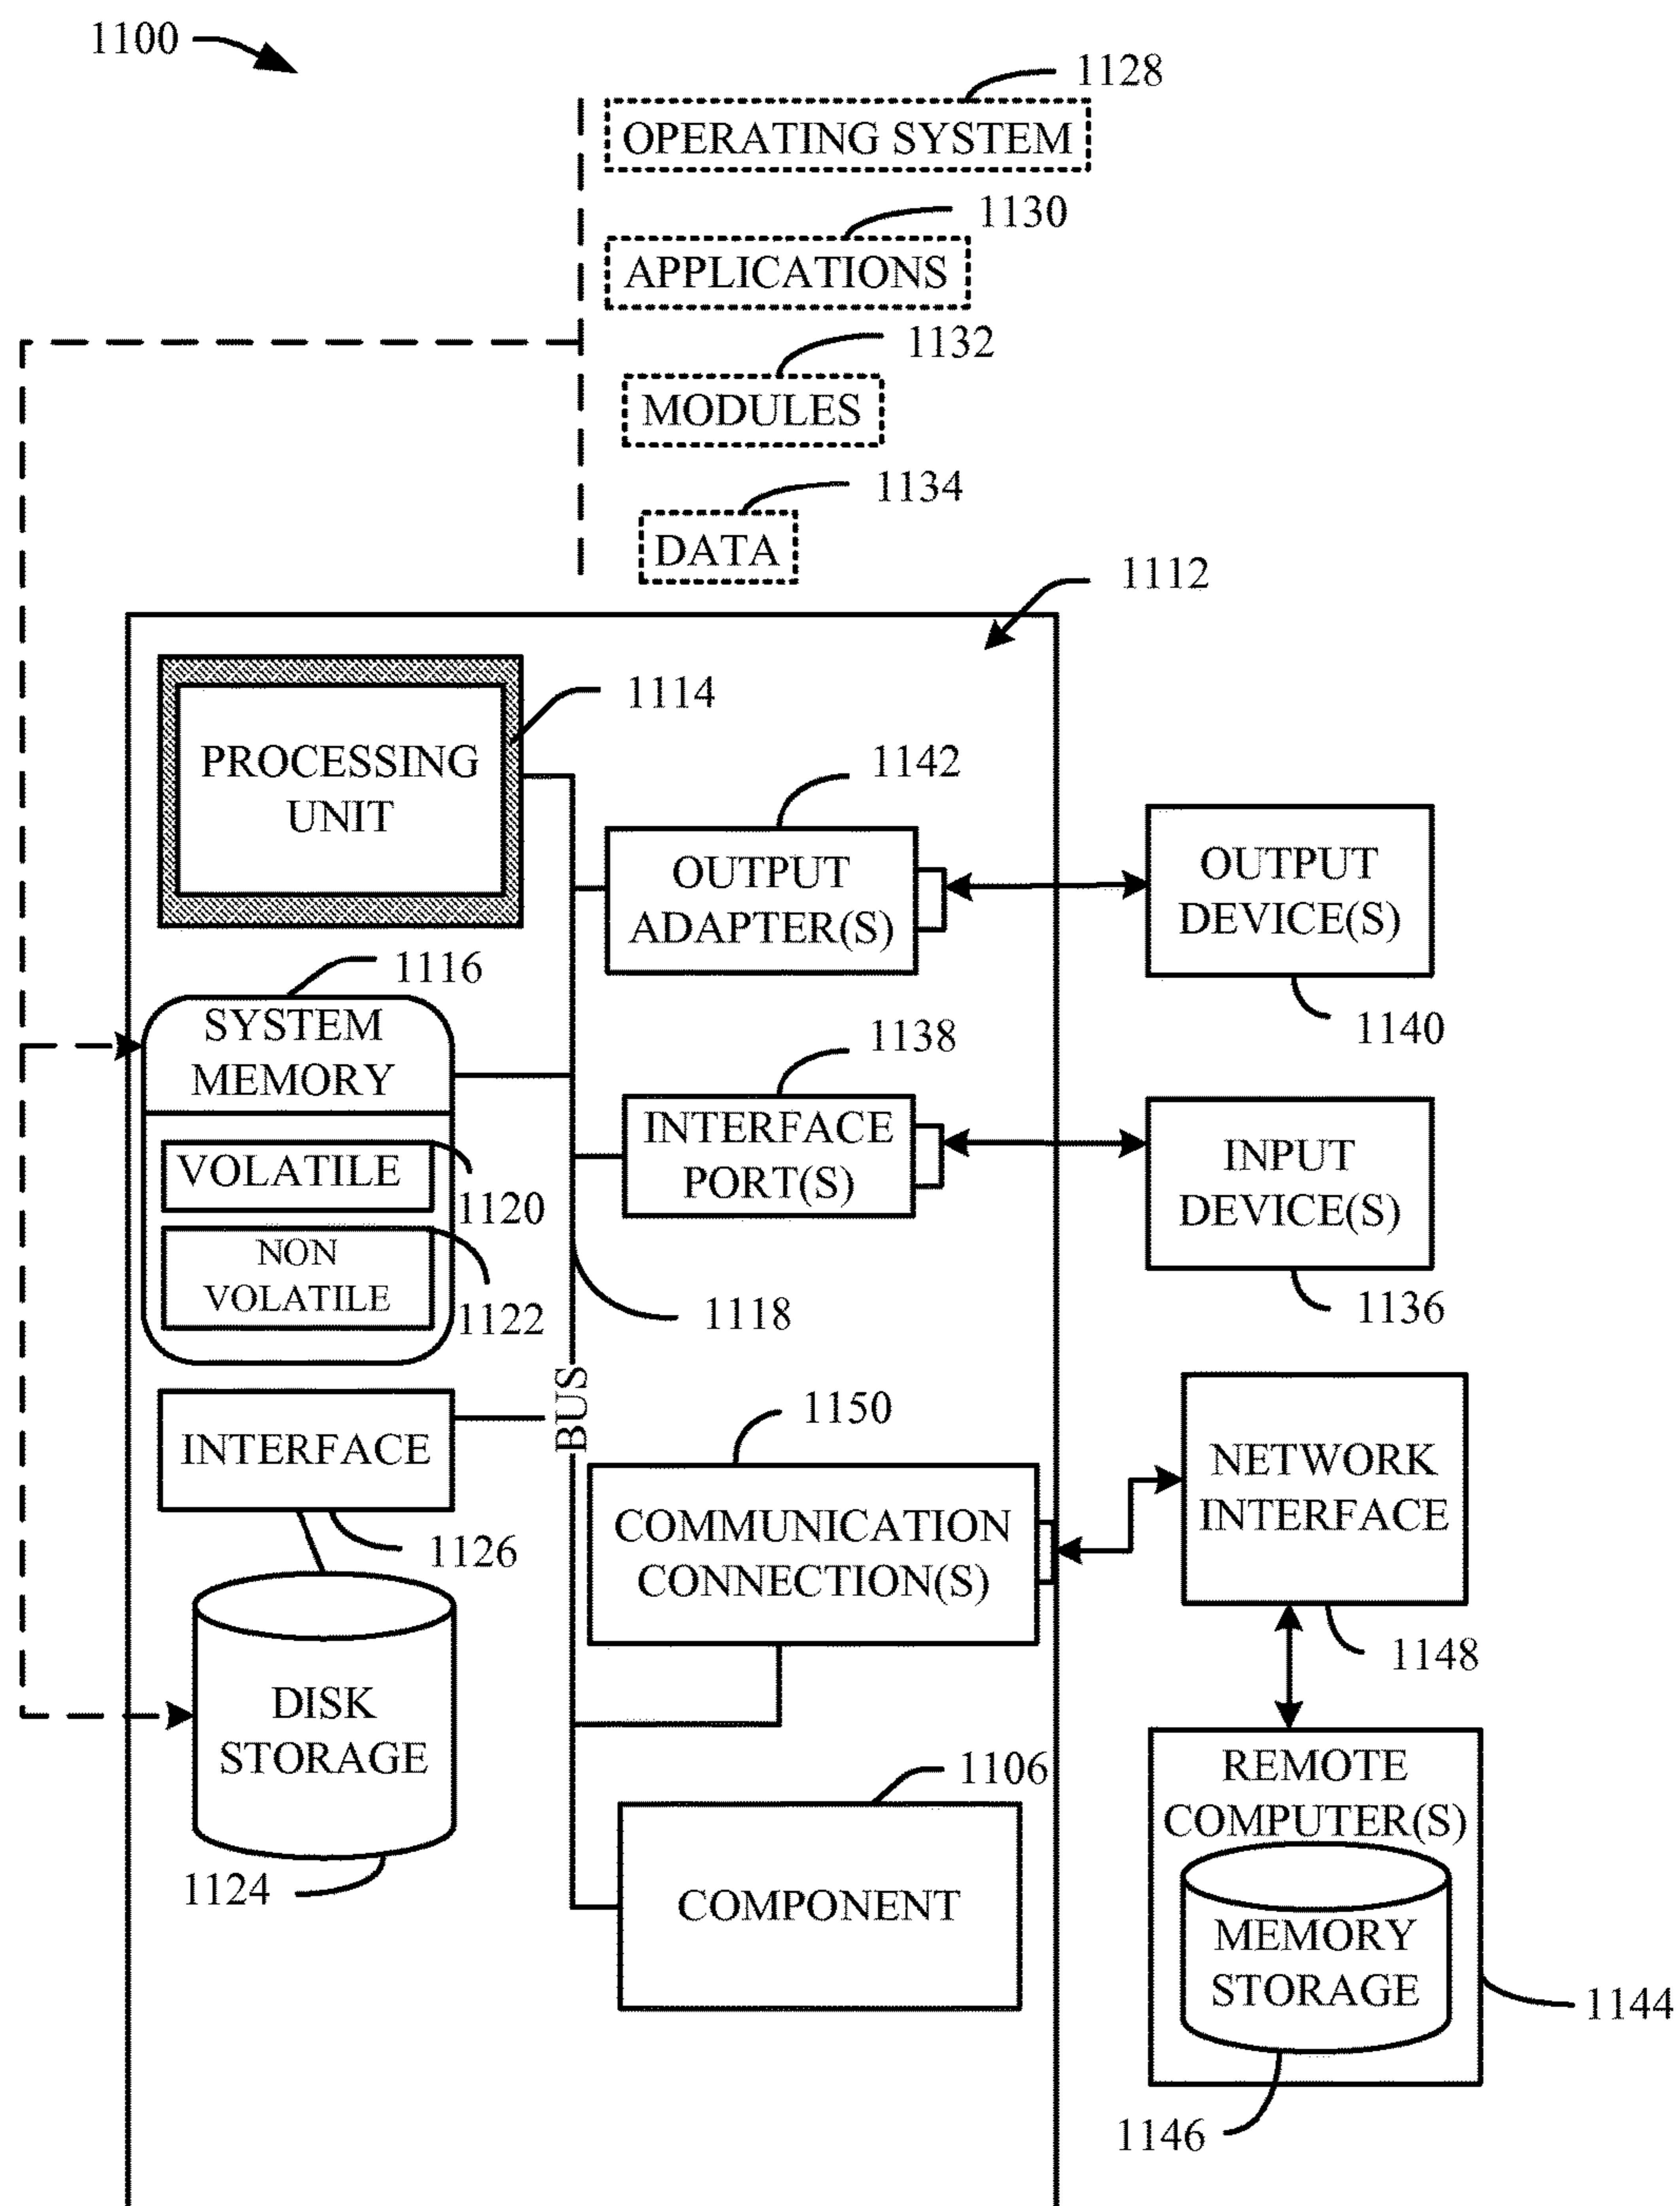 1100
1128
OPERATING SYSTEM
1130
APPLICATIONS
1132
MODULES
1134
DATA
1112
1114
PROCESSING
UNIT
1142
OUTPUT
ADAPTER(S)
OUTPUT
DEVICE(S)
1140
1116
SYSTEM
MEMORY
VOLATILE
1120
NON
VOLATILE
1122
1138
INTERFACE
PORT(S)
INPUT
DEVICE(S)
1136
1118
BUS
INTERFACE
1126
1150
COMMUNICATION
CONNECTION(S)
NETWORK
INTERFACE
1148
DISK
STORAGE
1124
1106
COMPONENT
REMOTE
COMPUTER(S)
MEMORY
STORAGE
1144
1146